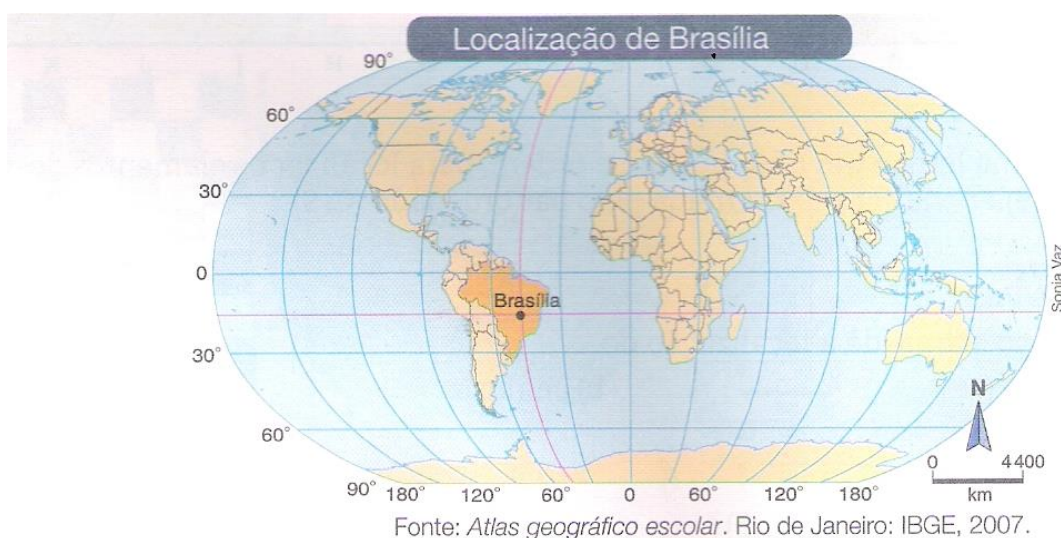 Localização de Brasília
90°
60°
30°
0
Brasília
30°
60°
90° 180° 120° 60° 0 60° 120° 180°
N
0 4400
km
Sonia Vaz
Fonte: Atlas geográfico escolar. Rio de Janeiro: IBGE, 2007.